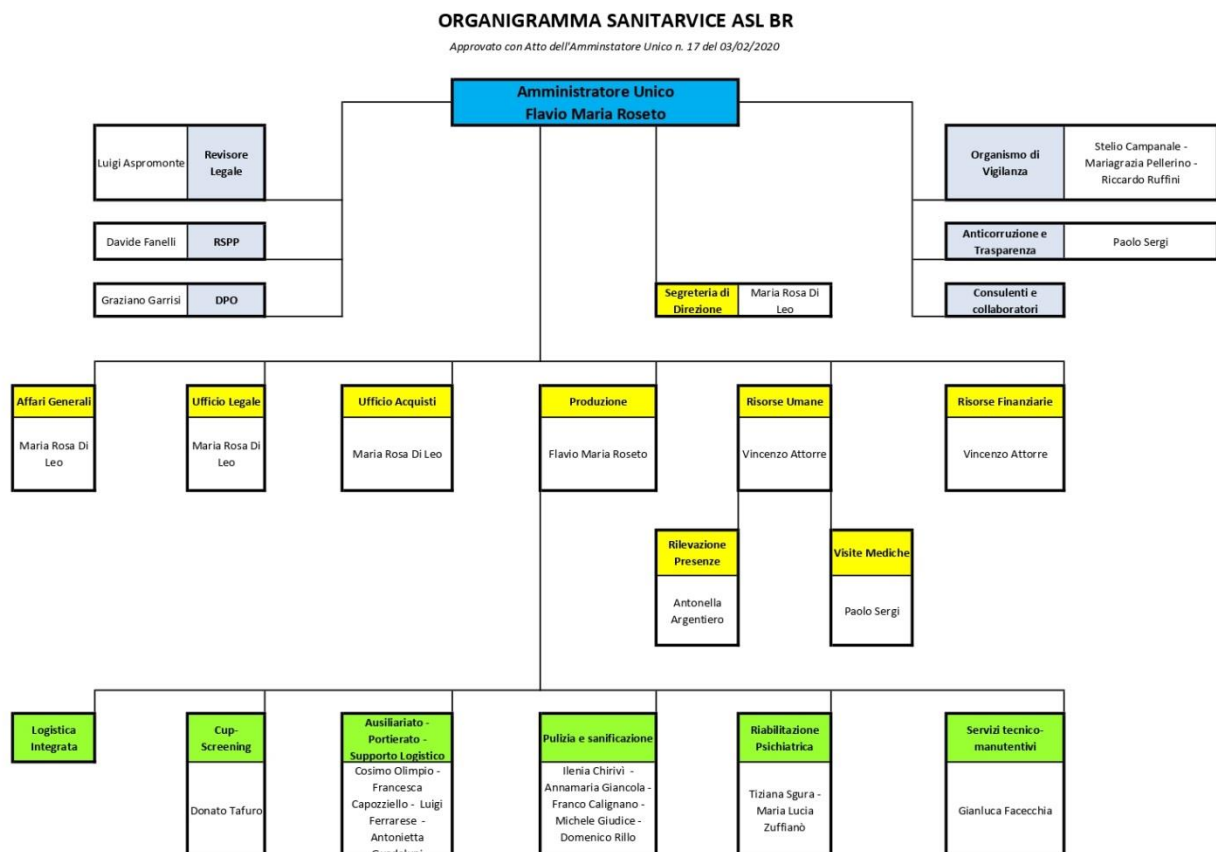 ORGANIGRAMMA SANITARVICE ASL BR
Approvato con Atto dell'Amminstatore Unico n. 17 del 03/02/2020
Amministratore Unico
Flavio Maria Roseto
Luigi Aspromonte
Revisore
Legale
Organismo di
Vigilanza
Stelio Campanale -
Mariagrazia Pellerino -
Riccardo Ruffini
Davide Fanelli
RSPP
Anticorruzione e
Trasparenza
Paolo Sergi
Graziano Garrisi
DPO
Segreteria di
Direzione
Maria Rosa Di
Leo
Consulenti e
collaboratori
Affari Generali
Maria Rosa Di
Leo
Ufficio Legale
Maria Rosa Di
Leo
Ufficio Acquisti
Maria Rosa Di Leo
Produzione
Flavio Maria Roseto
Risorse Umane
Vincenzo Attorre
Risorse Finanziarie
Vincenzo Attorre
Rilevazione
Presenze
Antonella
Argentiero
Visite Mediche
Paolo Sergi
Logistica
Integrata
Cup-
Screening
Donato Tafuro
Ausiliariato -
Portierato -
Supporto Logistico
Cosimo Olimpio -
Francesca
Capozziello - Luigi
Ferrarese -
Antonietta
Pulizia e sanificazione
Ilenia Chirivì -
Annamaria Giancola -
Franco Calignano -
Michele Giudice -
Domenico Rillo
Riabilitazione
Psichiatrica
Tiziana Sgura -
Maria Lucia
Zuffianò
Servizi tecnico-
manutentivi
Gianluca Facecchia